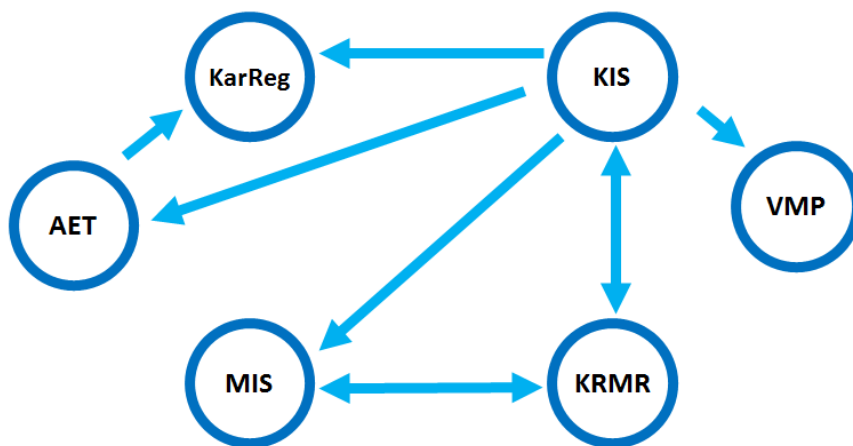 KarReg
KIS
AET
VMP
MIS
KRMR